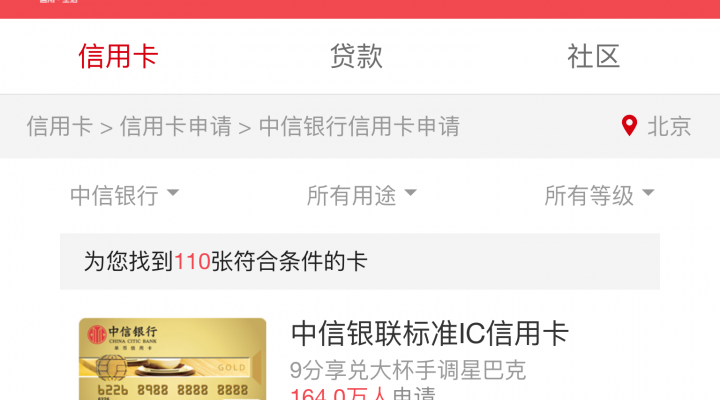 信用卡 贷款 社区
信用卡 > 信用卡申请 > 中信银行信用卡申请 北京
中信银行 所有用途 所有等级
为您找到110张符合条件的卡
中信银行
CHINA CITIC BANK
GOLD
6226 8988 8888 8888
中信银联标准IC信用卡
9分享兑大杯手调星巴克
164.0万人申请